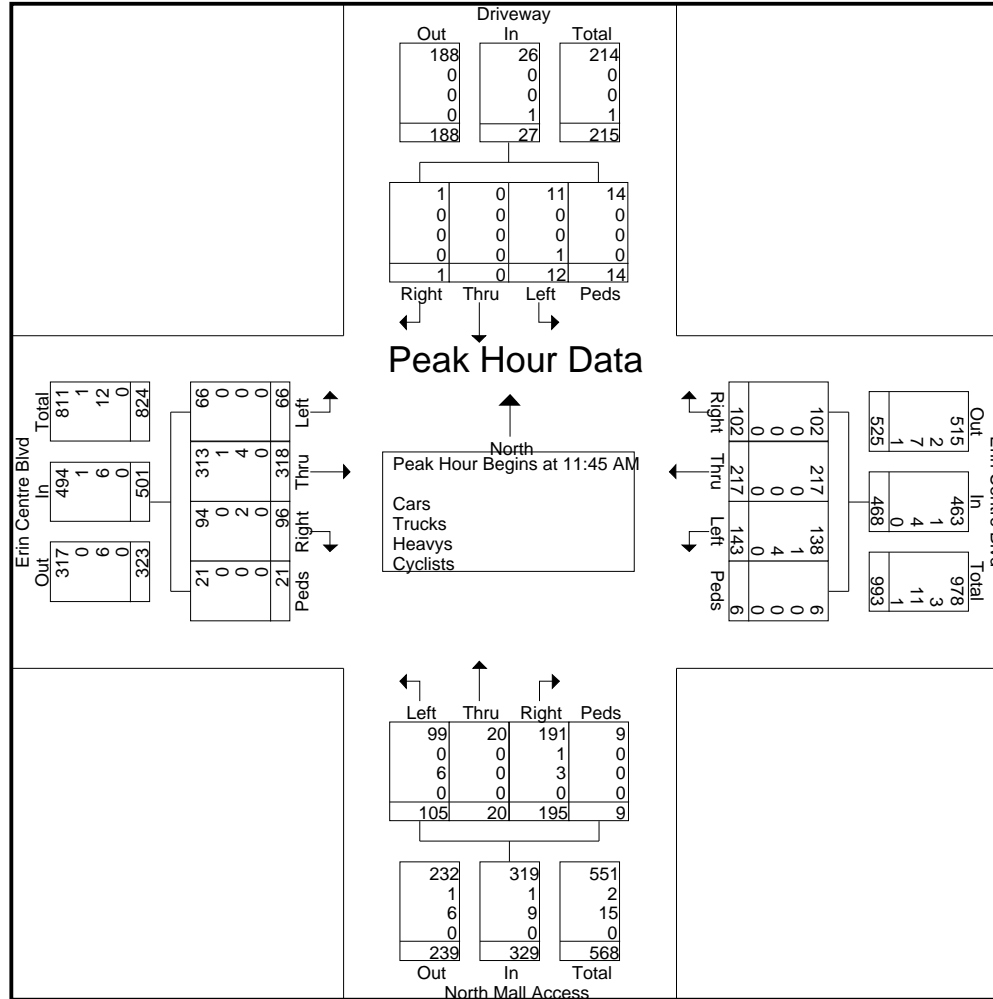 Driveway
Out In Total
188 26 214
0 0 0
0 0 0
0 1 1
188 27 215
1 0 11 14
0 0 0 0
0 0 0 0
0 0 1 0
1 0 12 14
Right Thru Left Peds
Peak Hour Data
North
Peak Hour Begins at 11:45 AM
Cars
Trucks
Heavys
Cyclists
Erin Centre Blvd
Total
811 1 12 0 824
In
494 1 6 0 501
Out
317 0 6 0 323
66 0 0 0 66
Left
313 1 4 0 318
Thru
94 0 2 0 96
Right
21 0 0 0 21
Peds
Right
102 0 0 0 102
Thru
217 0 0 0 217
Left
138 1 4 0 143
Peds
6 0 0 0 6
Out
515 2 7 1 525
In
463 1 4 0 468
Total
978 3 11 1 993
Left Thru Right Peds
99 20 191 9
0 0 1 0
6 0 3 0
0 0 0 0
105 20 195 9
232 319 551
1 1 2
6 9 15
0 0 0
239 329 568
Out In Total
North Mall Access